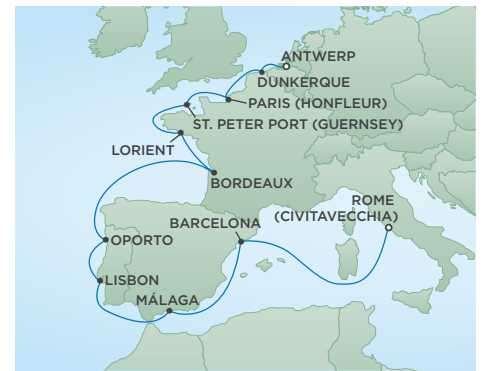 ANTWERP
DUNKERQUE
PARIS (HONFLEUR)
ST. PETER PORT (GUERNSEY)
LORIENT
BORDEAUX
ROME
(CIVITAVECCHIA)
BARCELONA
OPORTO
LISBON
MÁLAGA